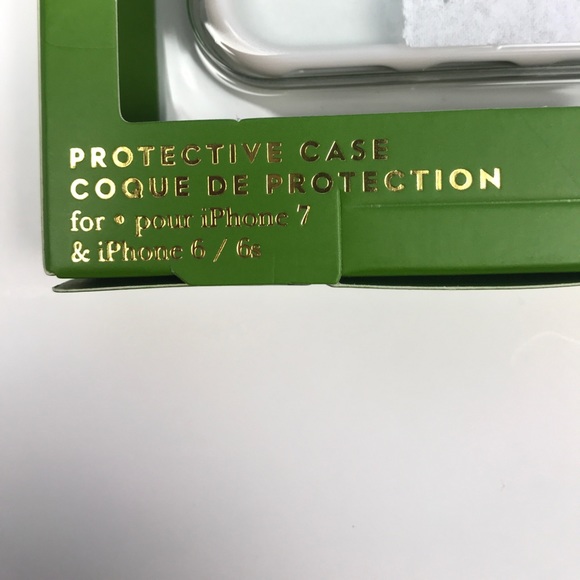 PROTECTIVE CASE
COQUE DE PROTECTION
for • pour iPhone 7
& iPhone 6 / 6s